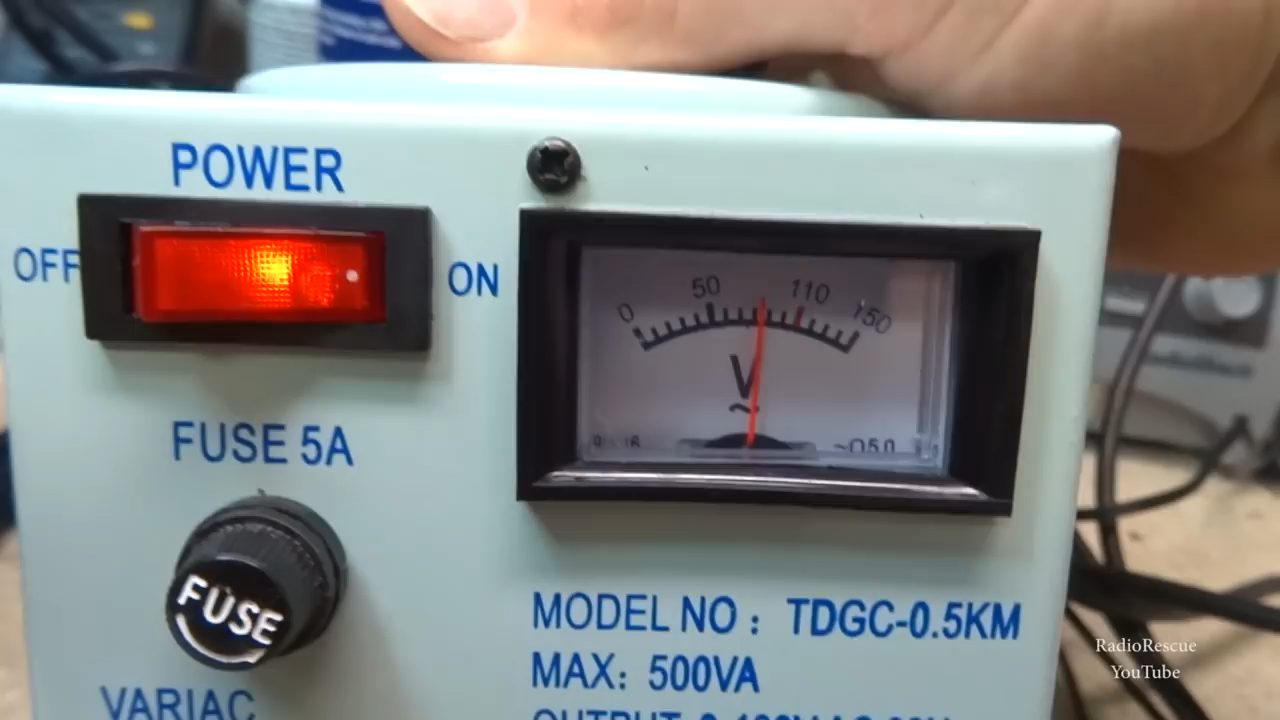 POWER
OFF
ON
0 50 110 150
V
~
FUSE 5A
FUSE
MODEL NO : TDGC-0.5KM
MAX: 500VA
VARIAC
RadioRescue
YouTube